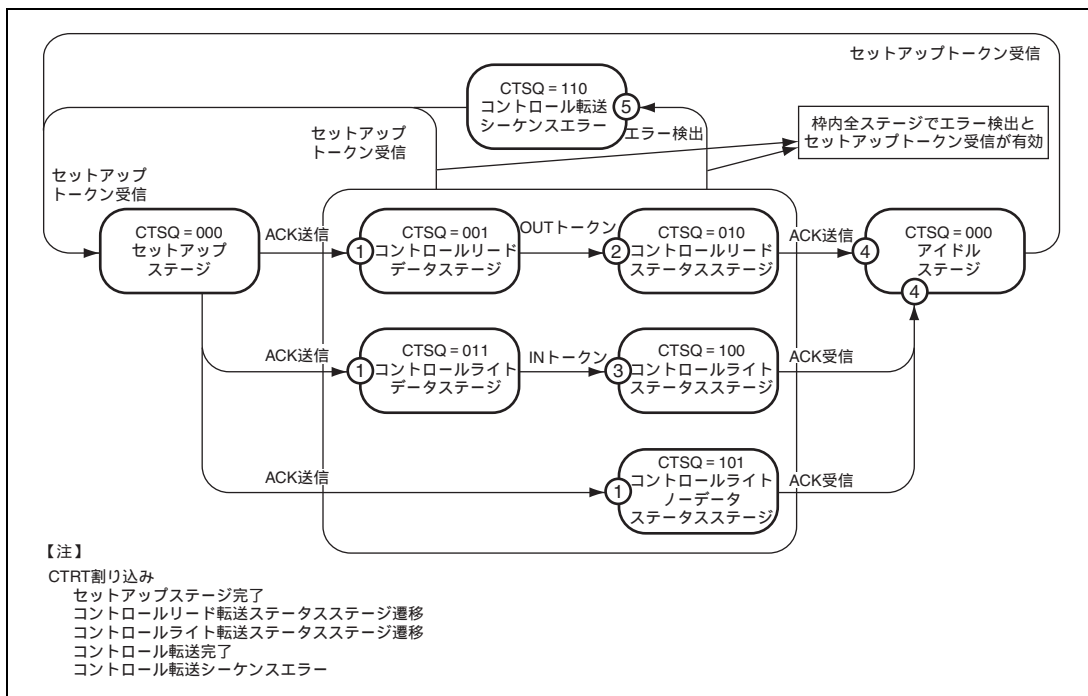 セットアップトークン受信
CTSQ = 110
コントロール転送
シーケンスエラー
5
エラー検出
セットアップ
トークン受信
枠内全ステージでエラー検出と
セットアップトークン受信が有効
セットアップ
トークン受信
CTSQ = 000
セットアップ
ステージ
ACK送信
1
CTSQ = 001
コントロールリード
データステージ
OUTトークン
2
CTSQ = 010
コントロールリード
ステータスステージ
ACK送信
4
CTSQ = 000
アイドル
ステージ
4
ACK送信
1
CTSQ = 011
コントロールライト
データステージ
INトークン
3
CTSQ = 100
コントロールライト
ステータスステージ
ACK受信
ACK送信
1
CTSQ = 101
コントロールライト
ノーデータ
ステータスステージ
ACK受信
【注】
CTRT割り込み
セットアップステージ完了
コントロールリード転送ステータスステージ遷移
コントロールライト転送ステータスステージ遷移
コントロール転送完了
コントロール転送シーケンスエラー